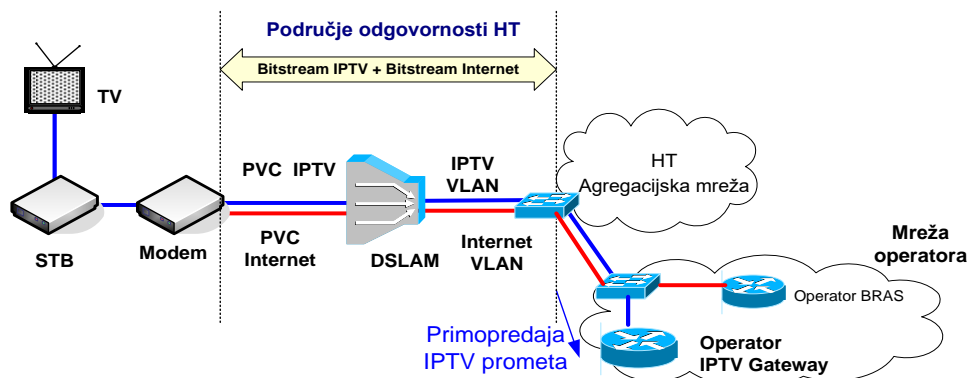 Područje odgovornosti HT
Bitstream IPTV + Bitstream Internet
TV
HT
Agregacijska mreža
PVC IPTV
IPTV
VLAN
STB
Modem
PVC
Internet
DSLAM
Internet
VLAN
Mreža
operatora
Operator BRAS
Primopredaja
IPTV prometa
Operator
IPTV Gateway